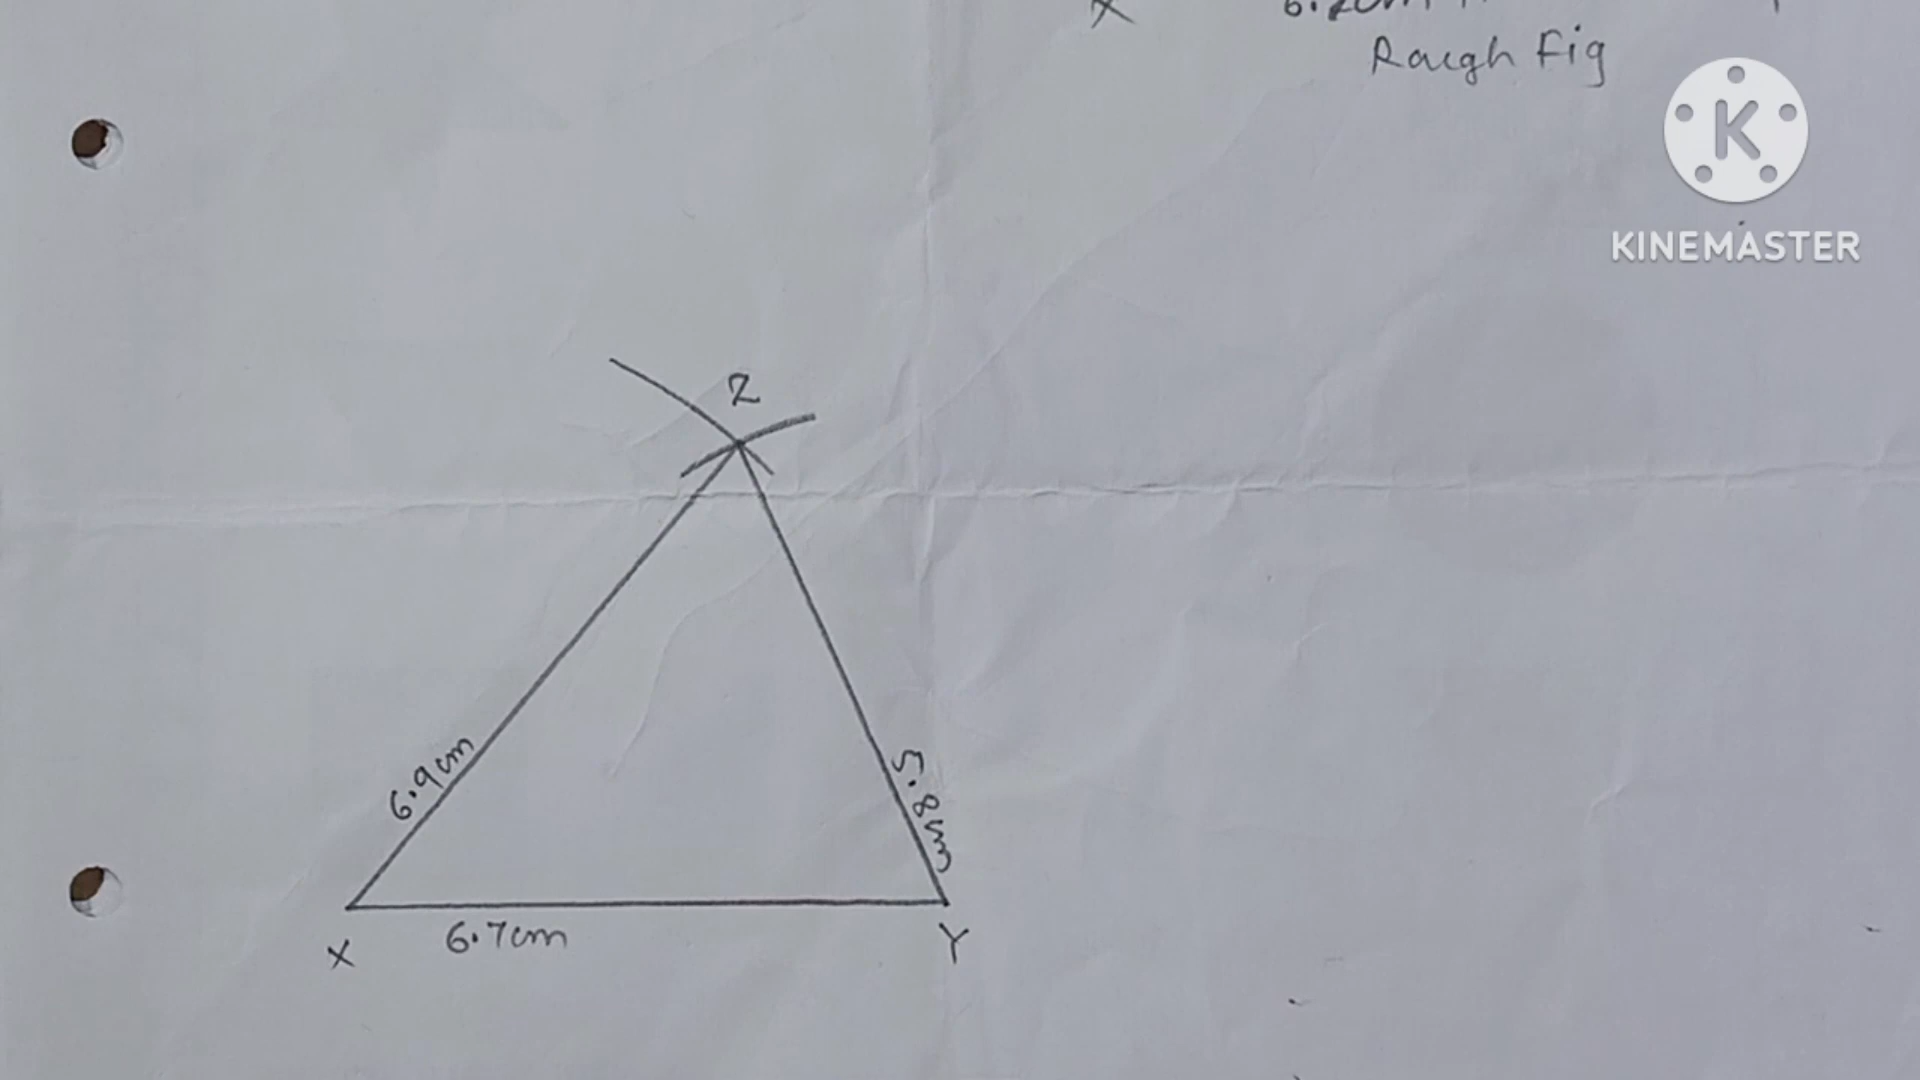 X
Rough Fig
K
KINEMASTER
Z
6.9cm
5.8cm
X
6.7cm
Y